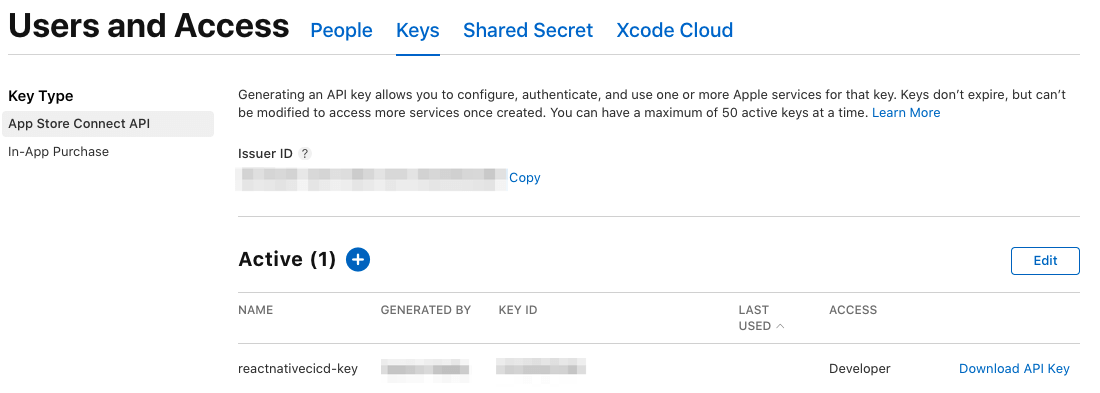 Users and Access People Keys Shared Secret Xcode Cloud
Key Type
App Store Connect API
In-App Purchase
Generating an API key allows you to configure, authenticate, and use one or more Apple services for that key. Keys don’t expire, but can’t
be modified to access more services once created. You can have a maximum of 50 active keys at a time. Learn More
Issuer ID ?
Copy
Active (1) +
Edit
NAME GENERATED BY KEY ID LAST USED ACCESS
reactnativecicd-key Developer Download API Key